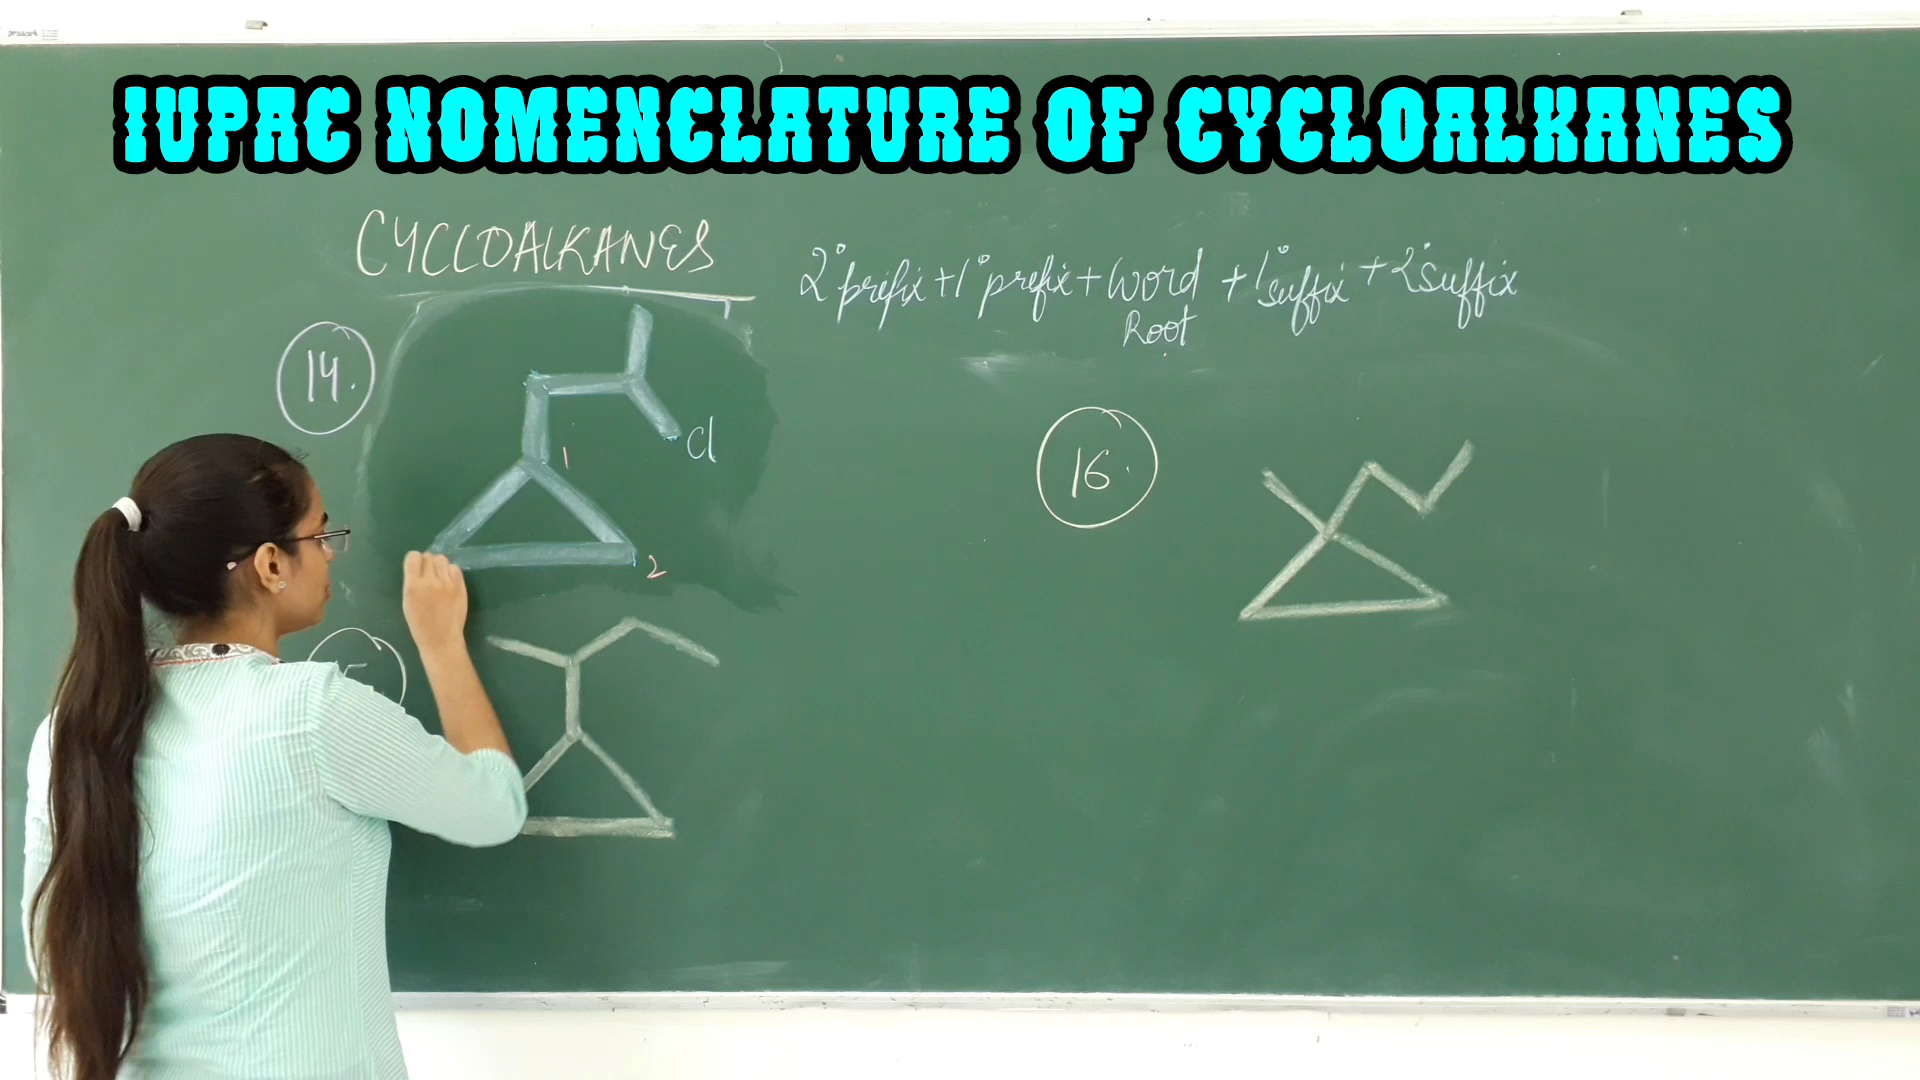 IUPAC NOMENCLATURE OF CYCLOALKANES
CYCLOALKANES
2° prefix + 1° prefix + Word Root + 1° suffix + 2° suffix
14.
Cl
1
2
16.